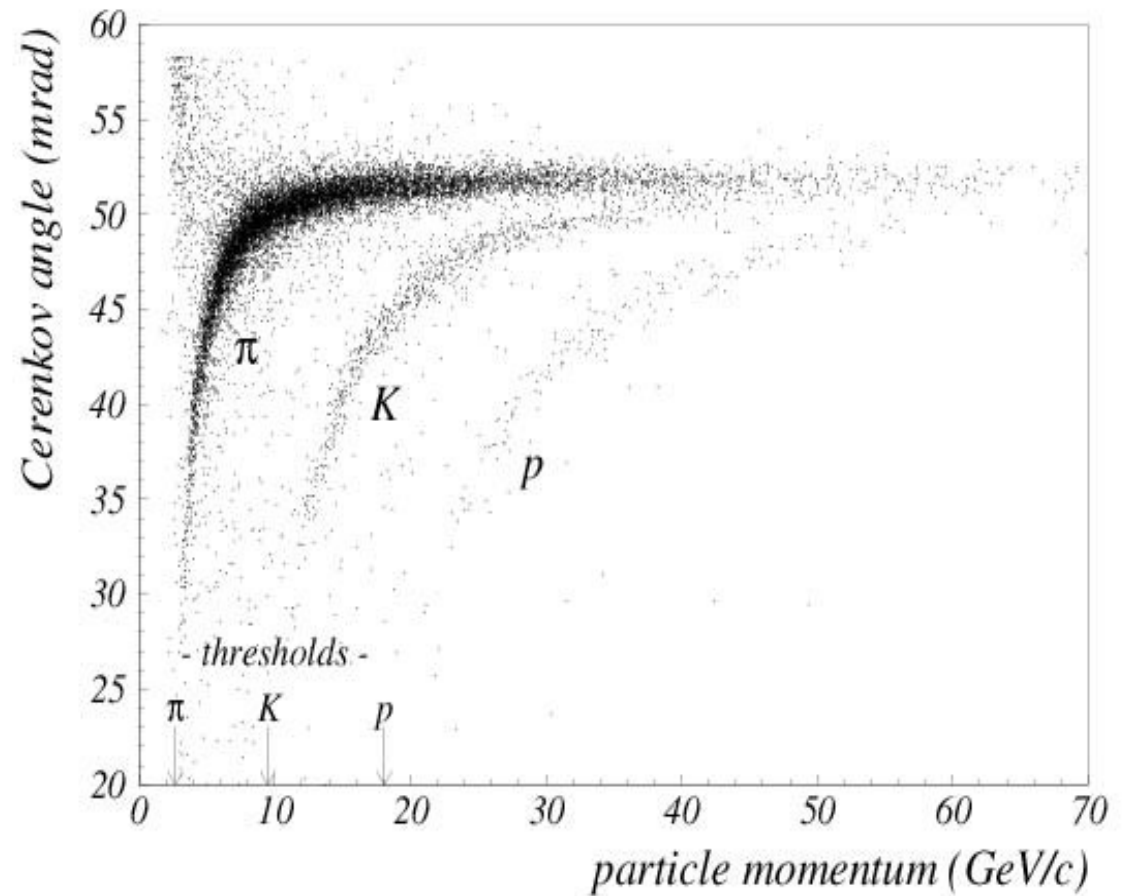 60
55
50
45
40
35
30
25
20
Cerenkov angle (mrad)
π
K
p
- thresholds -
π K p
0 10 20 30 40 50 60 70
particle momentum (GeV/c)